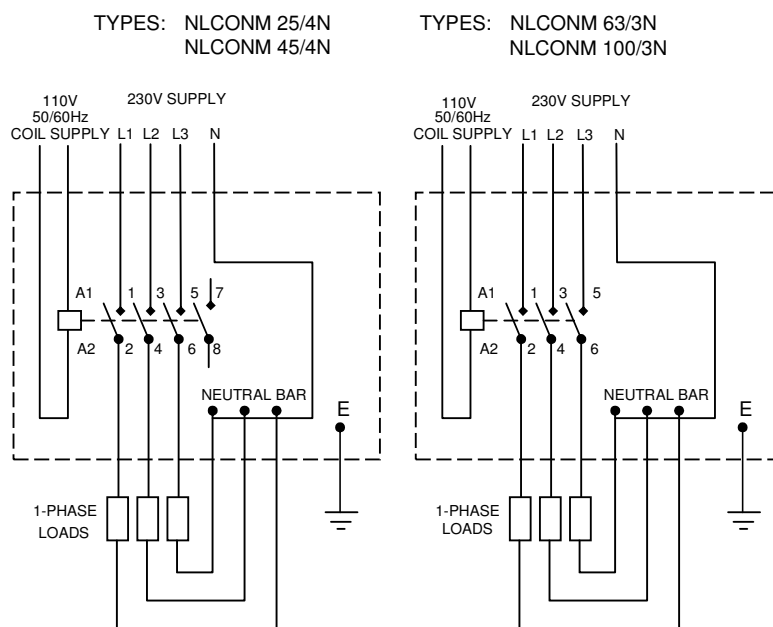 TYPES: NLCONM 25/4N
NLCONM 45/4N
110V
50/60Hz
COIL SUPPLY
230V SUPPLY
L1 L2 L3 N
A1 1 3 5 7
A2 2 4 6 8
NEUTRAL BAR
E
1-PHASE
LOADS
TYPES: NLCONM 63/3N
NLCONM 100/3N
110V
50/60Hz
COIL SUPPLY
230V SUPPLY
L1 L2 L3 N
A1 1 3 5
A2 2 4 6
NEUTRAL BAR
E
1-PHASE
LOADS